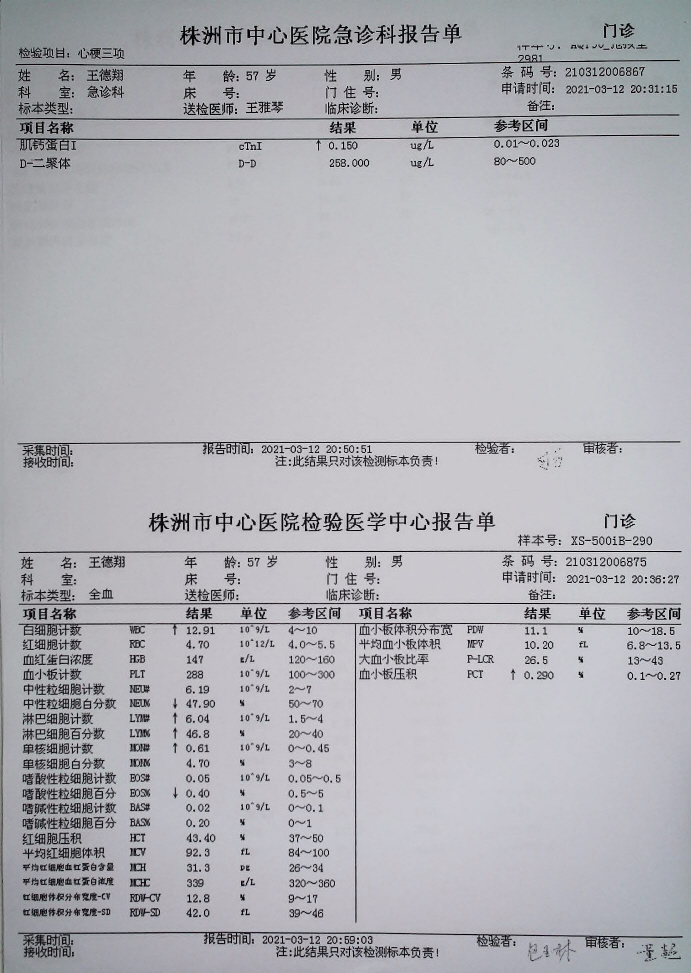 株洲市中心医院急诊科报告单 门诊
检验项目: 心梗三项
2981
姓 名: 王德翔 年 龄: 57 岁 性 别: 男 条 码 号: 210312006867
科 室: 急诊科 床 号: 门 住 号: 申请时间: 2021-03-12 20:31:15
标本类型: 送检医师: 王雅琴 临床诊断: 备注:
项目名称 结果 单位 参考区间
肌钙蛋白I cTnI ↑ 0.150 ug/L 0.01～0.023
D-二聚体 D-D 258.000 ug/L 80～500
采集时间: 报告时间: 2021-03-12 20:50:51 检验者: 审核者:
接收时间: 注:此结果只对该检测标本负责!
株洲市中心医院检验医学中心报告单 门诊
样本号: XS-500iB-290
姓 名: 王德翔 年 龄: 57 岁 性 别: 男 条 码 号: 210312006875
科 室: 床 号: 门 住 号: 申请时间: 2021-03-12 20:36:27
标本类型: 全血 送检医师: 临床诊断: 备注:
项目名称 结果 单位 参考区间 项目名称 结果 单位 参考区间
白细胞计数 WBC ↑ 12.91 10^9/L 4～10 血小板体积分布宽 PDW 11.1 % 10～18.5
红细胞计数 RBC 4.70 10^12/L 4.0～5.5 平均血小板体积 MPV 10.20 fL 6.8～13.5
血红蛋白浓度 HGB 147 g/L 120～160 大血小板比率 P-LCR 26.5 % 13～43
血小板计数 PLT 288 10^9/L 100～300 血小板压积 PCT ↑ 0.290 % 0.1～0.27
中性粒细胞计数 NEU# 6.19 10^9/L 2～7
中性粒细胞百分数 NEU% ↓ 47.90 % 50～70
淋巴细胞计数 LYM# ↑ 6.04 10^9/L 1.5～4
淋巴细胞百分数 LYM% ↑ 46.8 % 20～40
单核细胞计数 MON# ↑ 0.61 10^9/L 0～0.45
单核细胞百分数 MON% 4.70 % 3～8
嗜酸性粒细胞计数 EOS# 0.05 10^9/L 0.05～0.5
嗜酸性粒细胞百分 EOS% ↓ 0.40 % 0.5～5
嗜碱性粒细胞计数 BAS# 0.02 10^9/L 0～0.1
嗜碱性粒细胞百分 BAS% 0.20 % 0～1
红细胞压积 HCT 43.40 % 37～50
平均红细胞体积 MCV 92.3 fL 84～100
平均红细胞血红蛋白含量 MCH 31.3 pg 26～34
平均红细胞血红蛋白浓度 MCHC 339 g/L 320～360
红细胞体积分布宽度-CV RDW-CV 12.8 % 9～17
红细胞体积分布宽度-SD RDW-SD 42.0 fL 39～46
采集时间: 报告时间: 2021-03-12 20:59:03 检验者: 审核者:
接收时间: 注:此结果只对该检测标本负责!